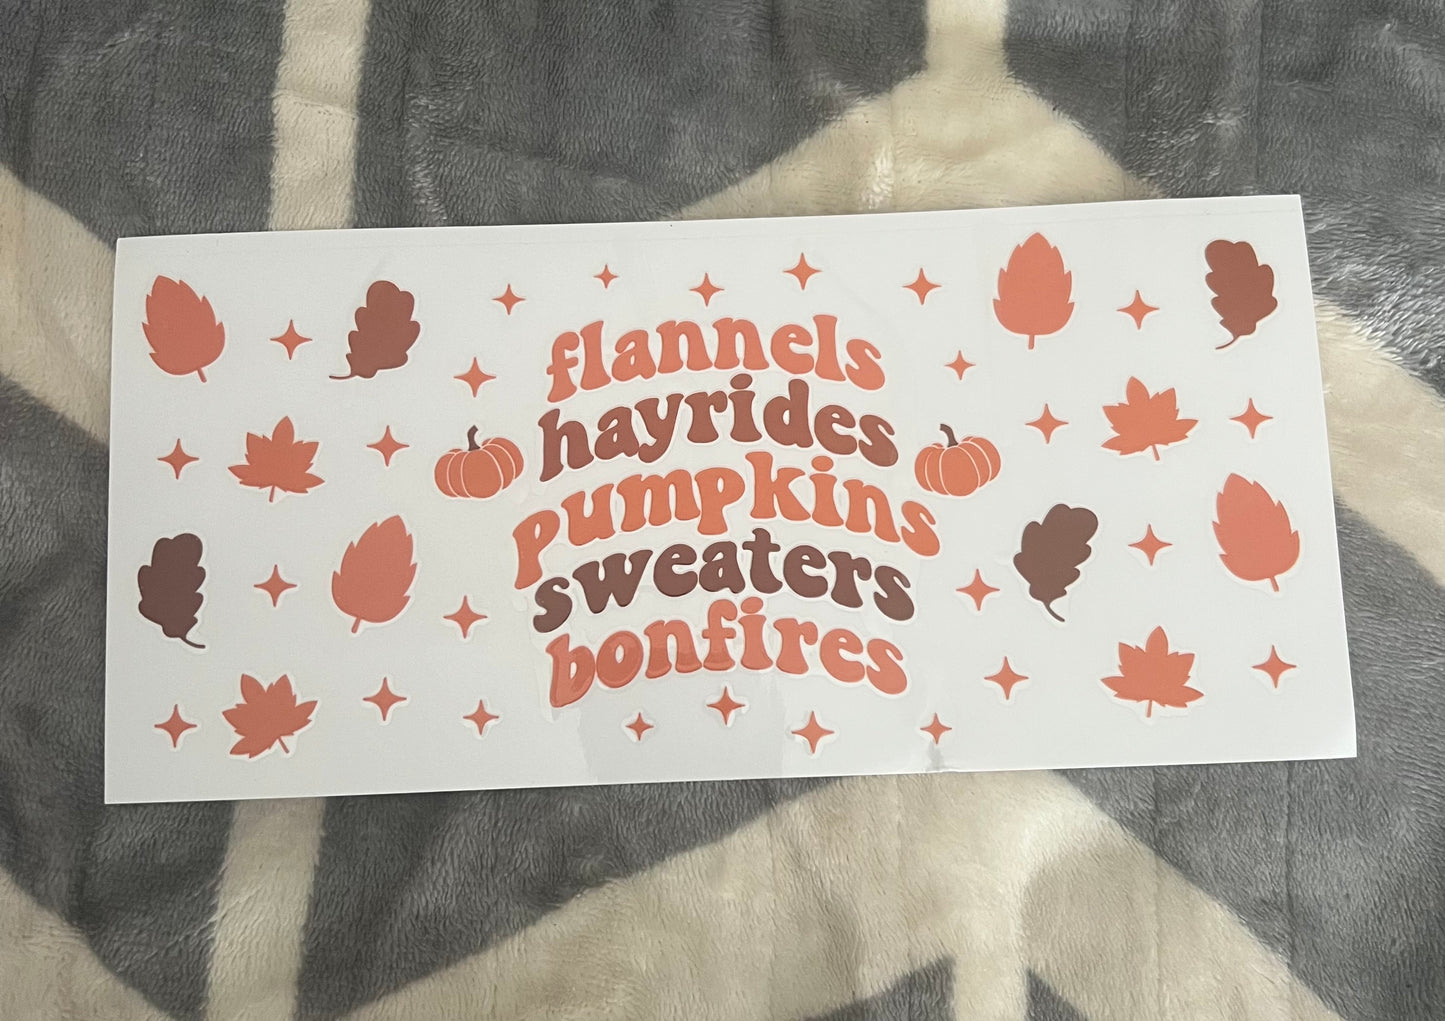 flannels
hayrides
pumpkins
sweaters
bonfires